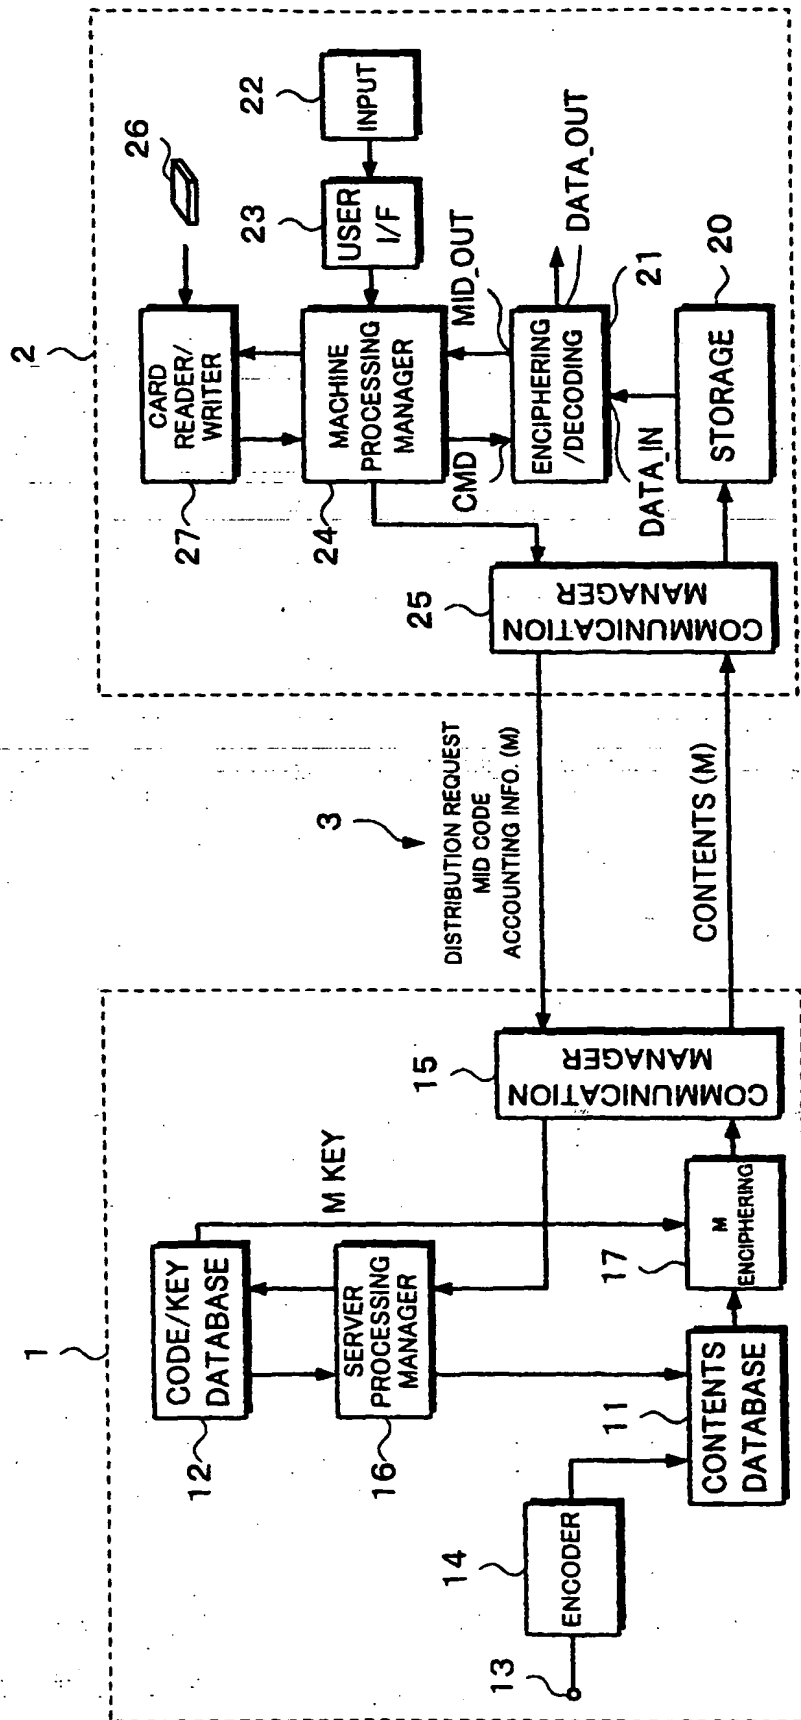 1
12
CODE/KEY
DATABASE
M KEY
16
SERVER
PROCESSING
MANAGER
13
14
ENCODER
11
CONTENTS
DATABASE
17
M
ENCIPHERING
15
COMMUNICATION
MANAGER
3
DISTRIBUTION REQUEST
MID CODE
ACCOUNTING INFO. (M)
CONTENTS (M)
2
25
COMMUNICATION
MANAGER
27
CARD
READER/
WRITER
26
24
MACHINE
PROCESSING
MANAGER
23
USER
I/F
22
INPUT
CMD
MID_OUT
ENCIPHERING
/DECODING
DATA_OUT
21
DATA_IN
STORAGE
20